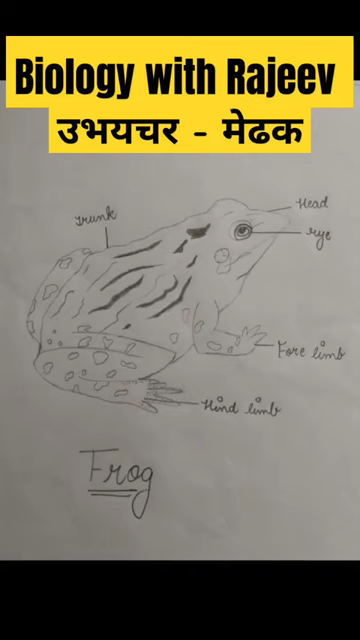 Biology with Rajeev
उभयचर - मेढक
Trunk
Head
Eye
Fore limb
Hind limb
Frog